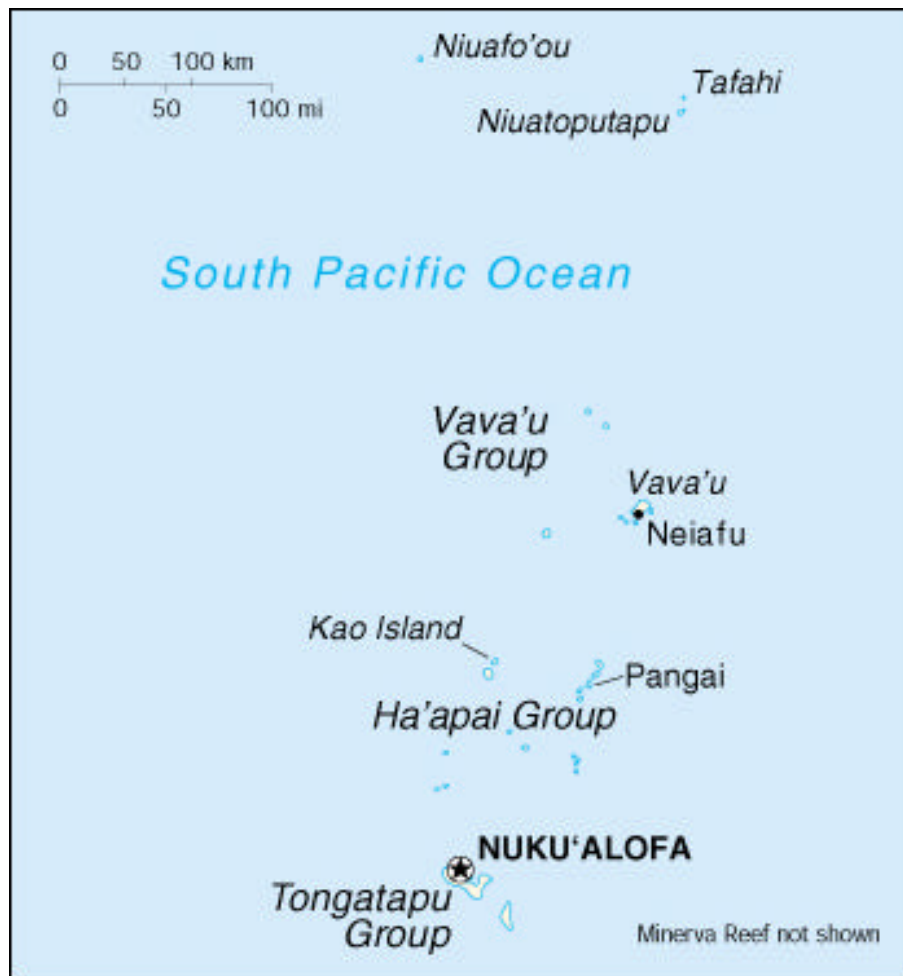 Niuafo’ou
0 50 100 km
0 50 100 mi
Tafahi
Niuatoputapu
South Pacific Ocean
Vava’u
Group
Vava’u
Neiafu
Kao Island
Pangai
Ha’apai Group
NUKU‘ALOFA
Tongatapu
Group
Minerva Reef not shown